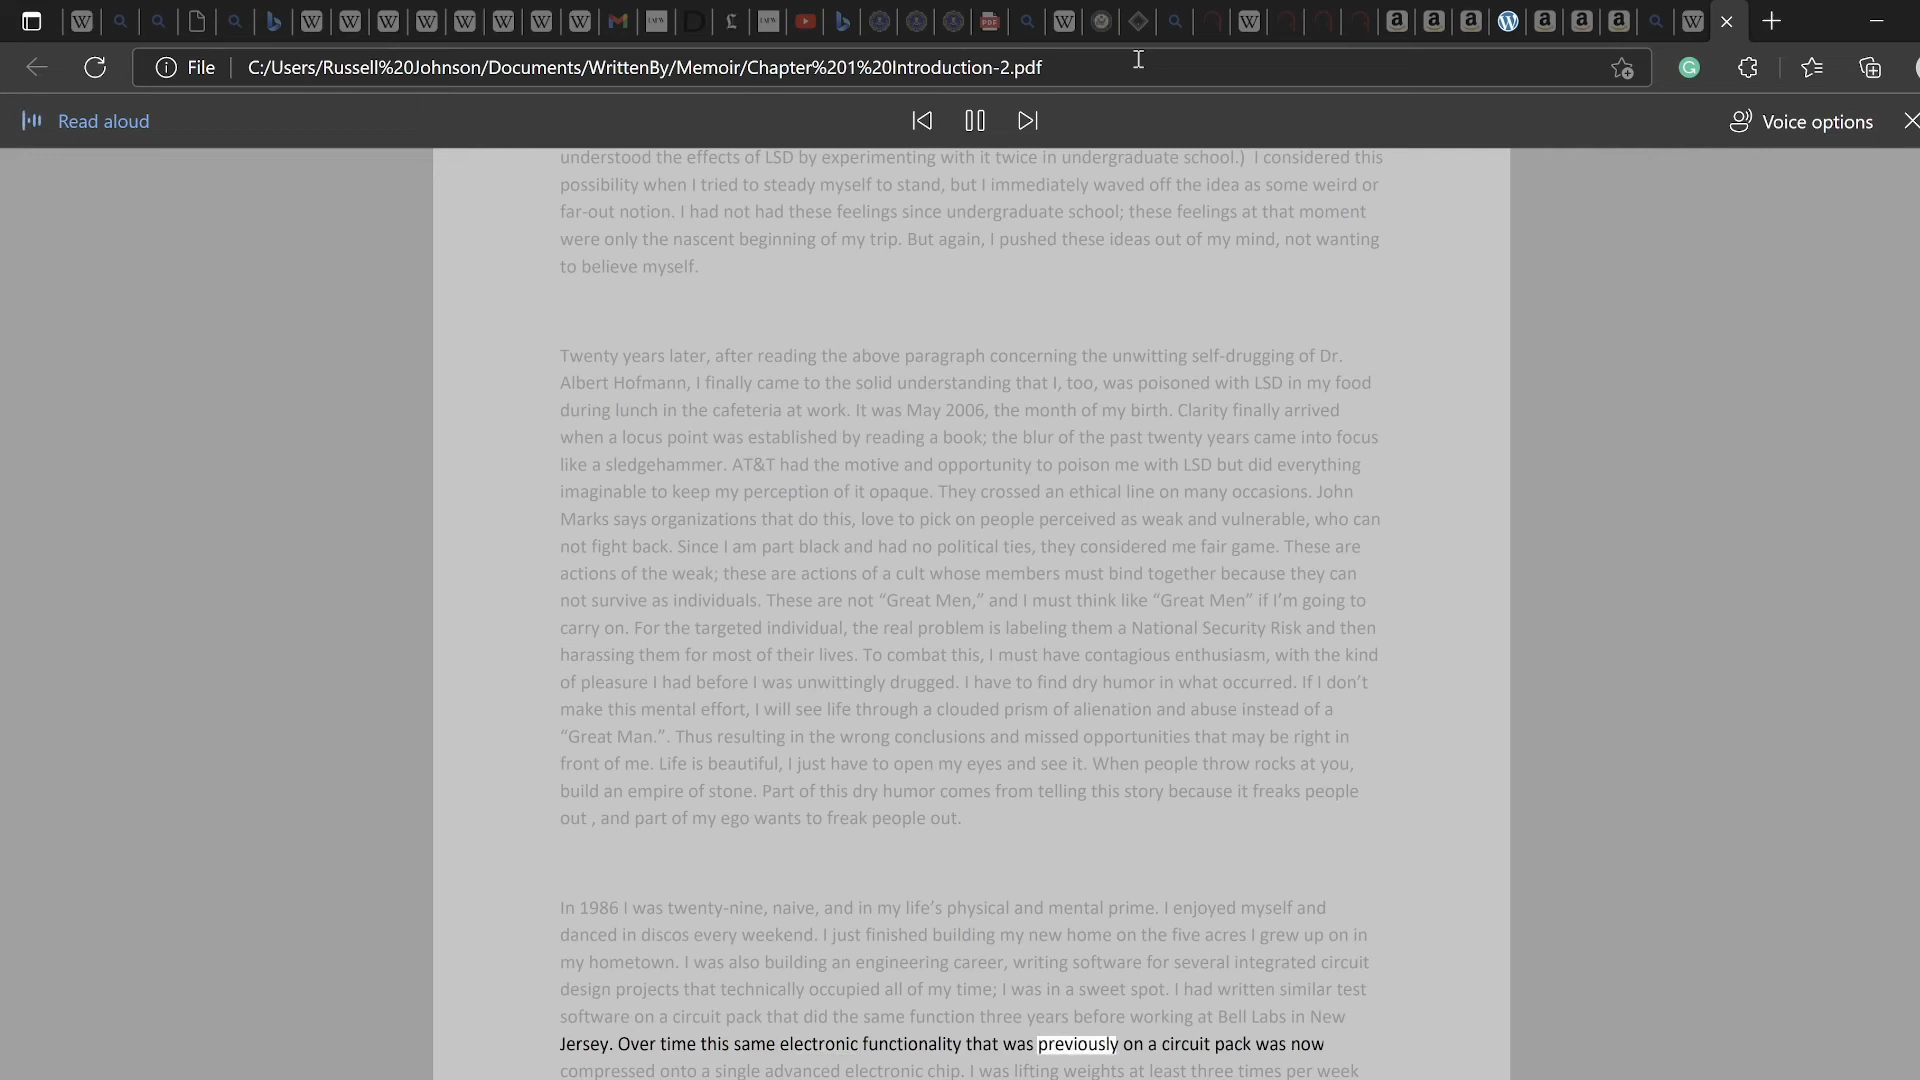 File
C:/Users/Russell%20Johnson/Documents/WrittenBy/Memoir/Chapter%201%20Introduction-2.pdf
Read aloud
Voice options
understood the effects of LSD by experimenting with it twice in undergraduate school.)  I considered this
possibility when I tried to steady myself to stand, but I immediately waved off the idea as some weird or
far-out notion. I had not had these feelings since undergraduate school; these feelings at that moment
were only the nascent beginning of my trip. But again, I pushed these ideas out of my mind, not wanting
to believe myself.
Twenty years later, after reading the above paragraph concerning the unwitting self-drugging of Dr.
Albert Hofmann, I finally came to the solid understanding that I, too, was poisoned with LSD in my food
during lunch in the cafeteria at work. It was May 2006, the month of my birth. Clarity finally arrived
when a locus point was established by reading a book; the blur of the past twenty years came into focus
like a sledgehammer. AT&T had the motive and opportunity to poison me with LSD but did everything
imaginable to keep my perception of it opaque. They crossed an ethical line on many occasions. John
Marks says organizations that do this, love to pick on people perceived as weak and vulnerable, who can
not fight back. Since I am part black and had no political ties, they considered me fair game. These are
actions of the weak; these are actions of a cult whose members must bind together because they can
not survive as individuals. These are not “Great Men,” and I must think like “Great Men” if I’m going to
carry on. For the targeted individual, the real problem is labeling them a National Security Risk and then
harassing them for most of their lives. To combat this, I must have contagious enthusiasm, with the kind
of pleasure I had before I was unwittingly drugged. I have to find dry humor in what occurred. If I don’t
make this mental effort, I will see life through a clouded prism of alienation and abuse instead of a
“Great Man.”. Thus resulting in the wrong conclusions and missed opportunities that may be right in
front of me. Life is beautiful, I just have to open my eyes and see it. When people throw rocks at you,
build an empire of stone. Part of this dry humor comes from telling this story because it freaks people
out , and part of my ego wants to freak people out.
In 1986 I was twenty-nine, naive, and in my life’s physical and mental prime. I enjoyed myself and
danced in discos every weekend. I just finished building my new home on the five acres I grew up on in
my hometown. I was also building an engineering career, writing software for several integrated circuit
design projects that technically occupied all of my time; I was in a sweet spot. I had written similar test
software on a circuit pack that did the same function three years before working at Bell Labs in New
Jersey. Over time this same electronic functionality that was previously on a circuit pack was now
compressed onto a single advanced electronic chip. I was lifting weights at least three times per week